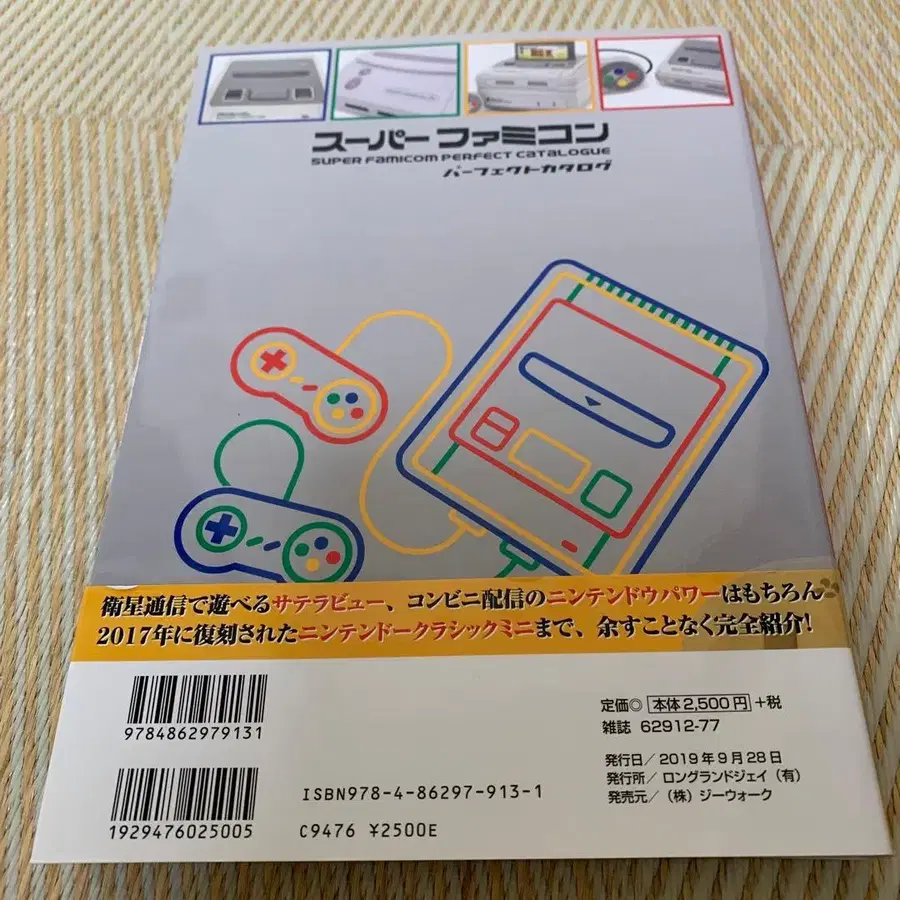 スーパーファミコン
SUPER FAMICOM PERFECT CATALOGUE
パーフェクトカタログ
衛星通信で遊べるサテラビュー、コンビニ配信のニンテンドウパワーはもちろん
2017年に復刻されたニンテンドークラシックミニまで、余すことなく完全紹介!
9784862979131
1929476025005
ISBN978-4-86297-913-1
C9476 ¥2500E
定価◎ 本体2,500円 +税
雑誌 62912-77
発行日/2019年9月28日
発行所/ロングランドジェイ(有)
発売元/(株)ジーウォーク